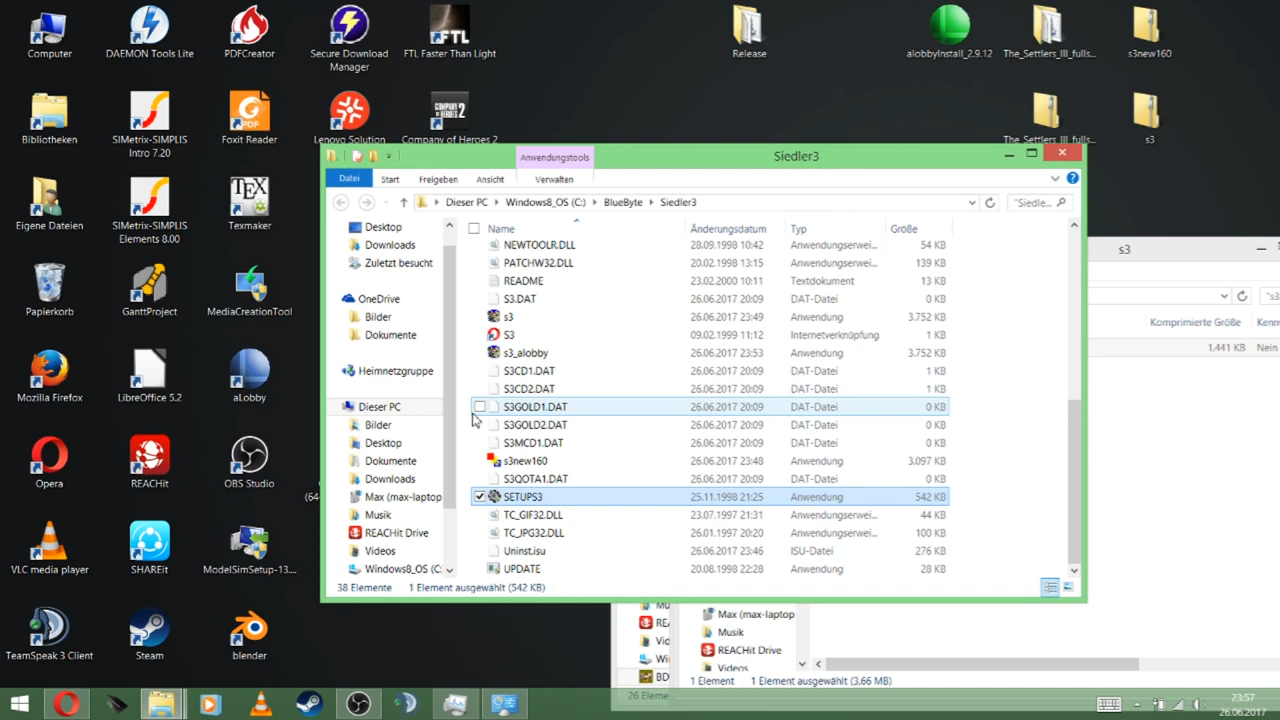 Computer
DAEMON Tools Lite
PDFCreator
Secure Download
Manager
FTL Faster Than Light
Release
alobbyInstall_2.9.12
The_Settlers_III_fulls...
s3new160
Bibliotheken
SIMetrix-SIMPLIS
Intro 7.20
Foxit Reader
Lenovo Solution
Company of Heroes 2
The_Settlers_III_fulls...
s3
Eigene Dateien
SIMetrix-SIMPLIS
Elements 8.00
Texmaker
Papierkorb
GanttProject
MediaCreationTool
Mozilla Firefox
LibreOffice 5.2
aLobby
Opera
REACHit
OBS Studio
VLC media player
SHAREit
ModelSimSetup-13...
TeamSpeak 3 Client
Steam
blender
Anwendungstools
Siedler3
Datei
Start
Freigeben
Ansicht
Verwalten
Dieser PC
Windows8_OS (C:)
BlueByte
Siedler3
"Siedle...
Desktop
Downloads
Zuletzt besucht
OneDrive
Bilder
Dokumente
Heimnetzgruppe
Dieser PC
Bilder
Desktop
Dokumente
Downloads
Max (max-laptop
Musik
REACHit Drive
Videos
Windows8_OS (C:
Name Änderungsdatum Typ Größe
NEWTOOLR.DLL 28.09.1998 10:42 Anwendungserwei... 54 KB
PATCHW32.DLL 20.02.1998 13:15 Anwendungserwei... 139 KB
README 23.02.2000 10:11 Textdokument 13 KB
S3.DAT 26.06.2017 20:09 DAT-Datei 0 KB
s3 26.06.2017 23:49 Anwendung 3.752 KB
S3 09.02.1999 11:12 Internetverknüpfung 1 KB
s3_alobby 26.06.2017 23:53 Anwendung 3.752 KB
S3CD1.DAT 26.06.2017 20:09 DAT-Datei 1 KB
S3CD2.DAT 26.06.2017 20:09 DAT-Datei 1 KB
S3GOLD1.DAT 26.06.2017 20:09 DAT-Datei 0 KB
S3GOLD2.DAT 26.06.2017 20:09 DAT-Datei 0 KB
S3MCD1.DAT 26.06.2017 20:09 DAT-Datei 0 KB
s3new160 26.06.2017 23:48 Anwendung 3.097 KB
S3QOTA1.DAT 26.06.2017 20:09 DAT-Datei 0 KB
SETUPS3 25.11.1998 21:25 Anwendung 542 KB
TC_GIF32.DLL 23.07.1997 21:31 Anwendungserwei... 44 KB
TC_JPG32.DLL 26.01.1997 20:20 Anwendungserwei... 100 KB
Uninst.isu 26.06.2017 23:46 ISU-Datei 276 KB
UPDATE 20.08.1998 22:28 Anwendung 28 KB
38 Elemente 1 Element ausgewählt (542 KB)
s3
"s3
Komprimierte Größe
Kenn
1.441 KB
Nein
Max (max-laptop
Musik
REACHit Drive
Videos
1 Element 1 Element ausgewählt (3,66 MB)
Mu
Vid
Wi
BD
26 Eleme
23:57
26.06.2017